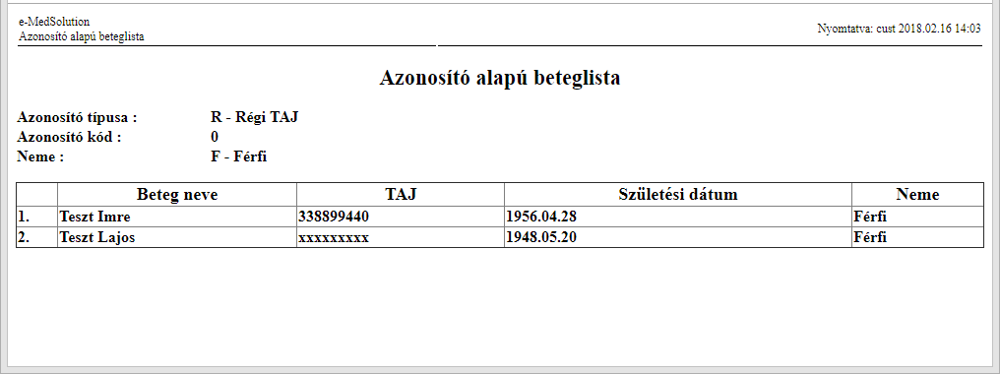 e-MedSolution
Azonosító alapú beteglista
Nyomtatva: cust 2018.02.16 14:03
Azonosító alapú beteglista
Azonosító típusa : R - Régi TAJ
Azonosító kód : 0
Neme : F - Férfi
Beteg neve TAJ Születési dátum Neme
1. Teszt Imre 338899440 1956.04.28 Férfi
2. Teszt Lajos xxxxxxxxx 1948.05.20 Férfi